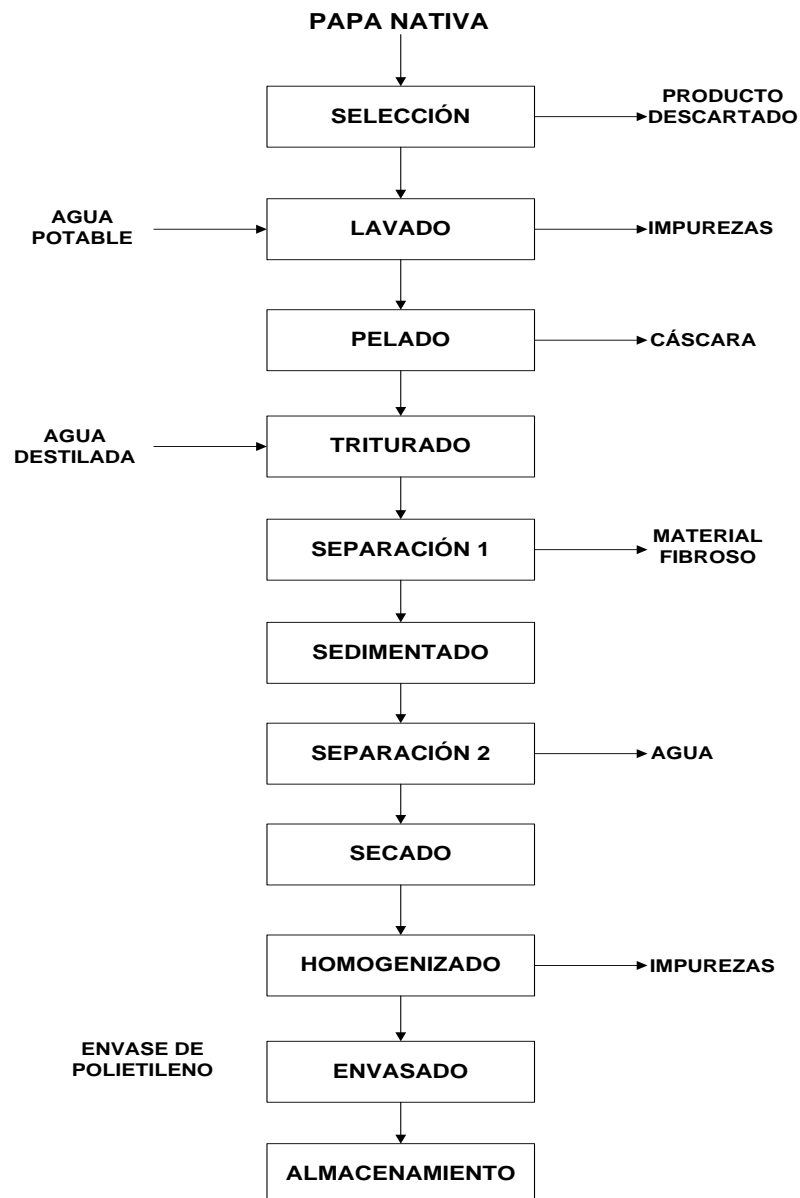 PAPA NATIVA
SELECCIÓN
PRODUCTO
DESCARTADO
AGUA
POTABLE
LAVADO
IMPUREZAS
PELADO
CÁSCARA
AGUA
DESTILADA
TRITURADO
SEPARACIÓN 1
MATERIAL
FIBROSO
SEDIMENTADO
SEPARACIÓN 2
AGUA
SECADO
HOMOGENIZADO
IMPUREZAS
ENVASE DE
POLIETILENO
ENVASADO
ALMACENAMIENTO